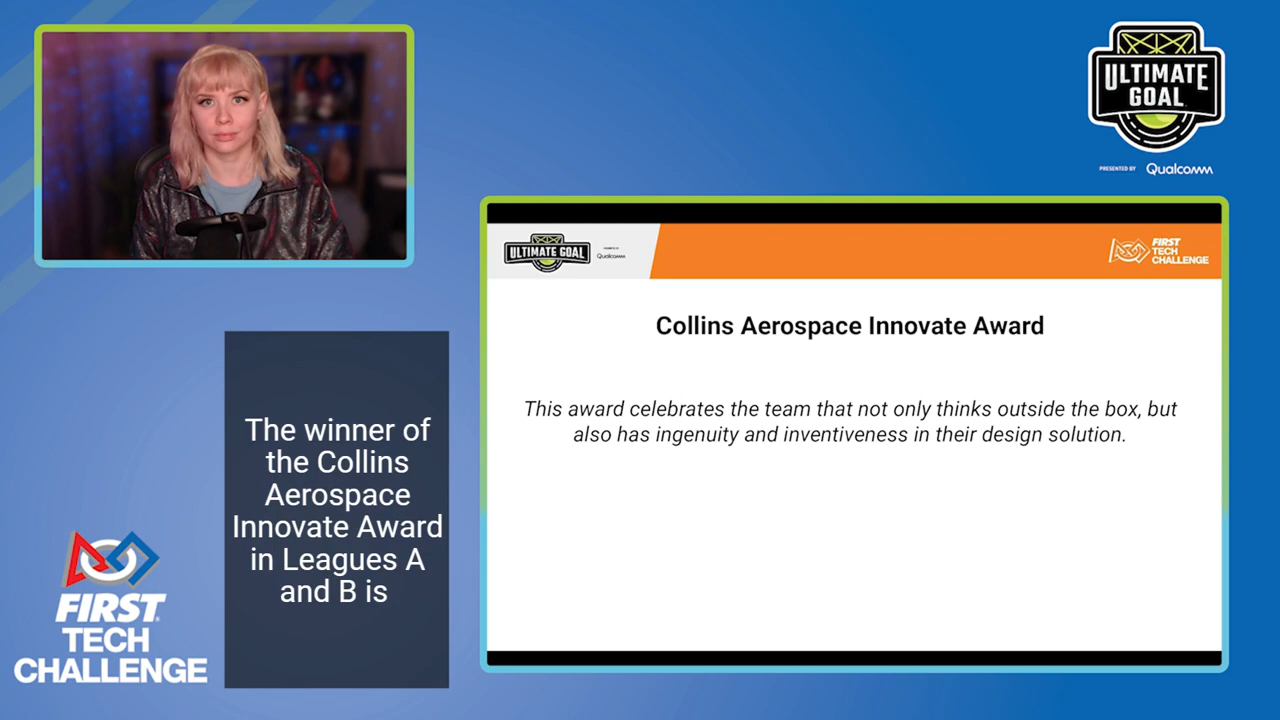 ULTIMATE
GOAL
PRESENTED BY Qualcomm
ULTIMATE GOAL
Qualcomm
FIRST
TECH
CHALLENGE
Collins Aerospace Innovate Award
This award celebrates the team that not only thinks outside the box, but
also has ingenuity and inventiveness in their design solution.
The winner of
the Collins
Aerospace
Innovate Award
in Leagues A
and B is
FIRST
TECH
CHALLENGE